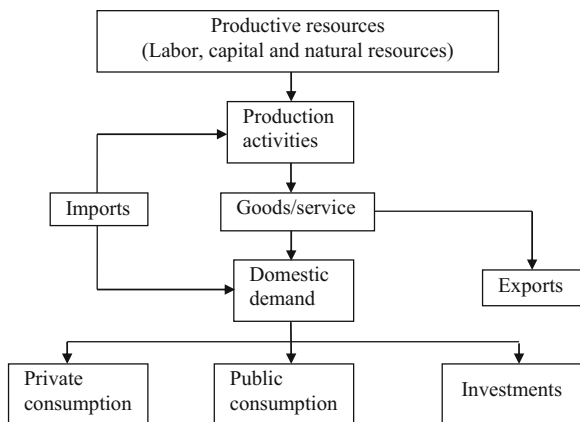 Productive resources
(Labor, capital and natural resources)
Production
activities
Imports
Goods/service
Domestic
demand
Exports
Private
consumption
Public
consumption
Investments